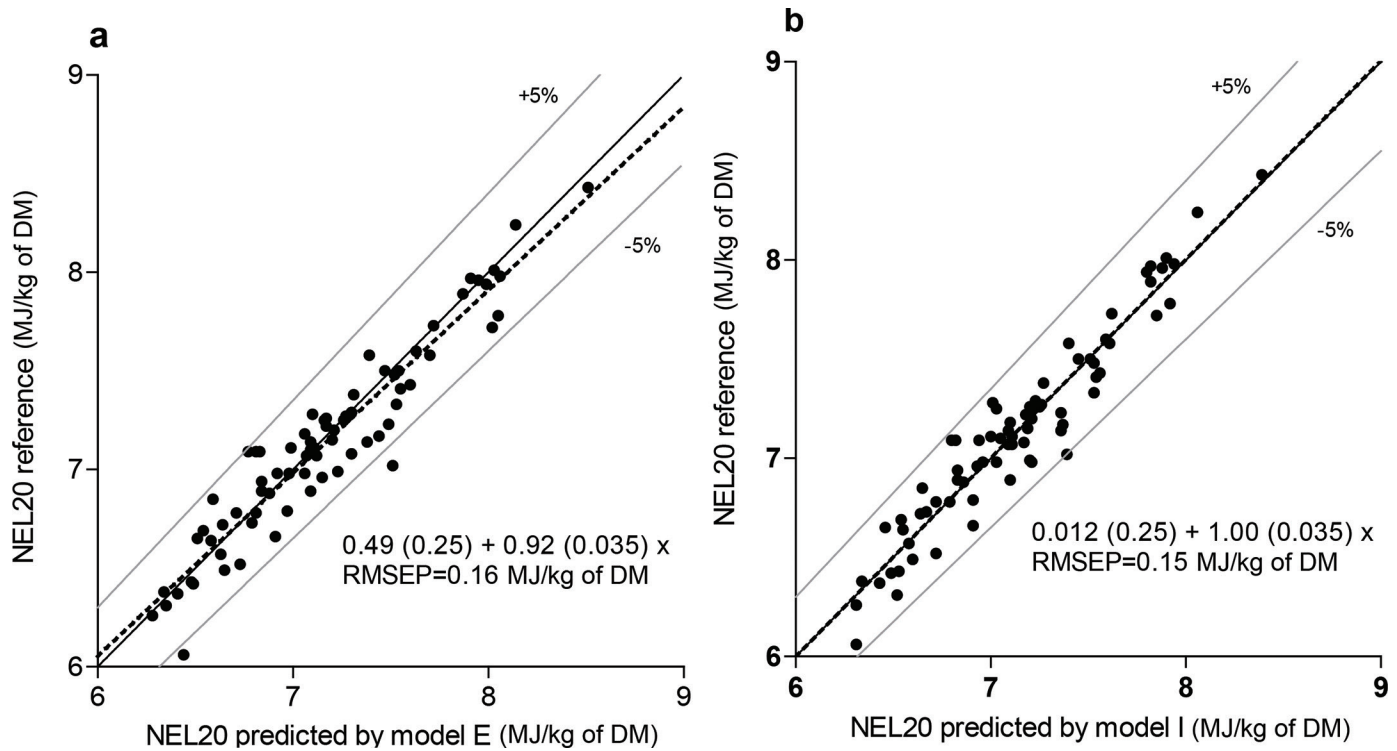 a
9
8
7
6
6
7
8
9
NEL20 reference (MJ/kg of DM)
+5%
-5%
0.49 (0.25) + 0.92 (0.035) x
RMSEP=0.16 MJ/kg of DM
NEL20 predicted by model E (MJ/kg of DM)
b
9
8
7
6
6
7
8
9
NEL20 reference (MJ/kg of DM)
+5%
-5%
0.012 (0.25) + 1.00 (0.035) x
RMSEP=0.15 MJ/kg of DM
NEL20 predicted by model I (MJ/kg of DM)